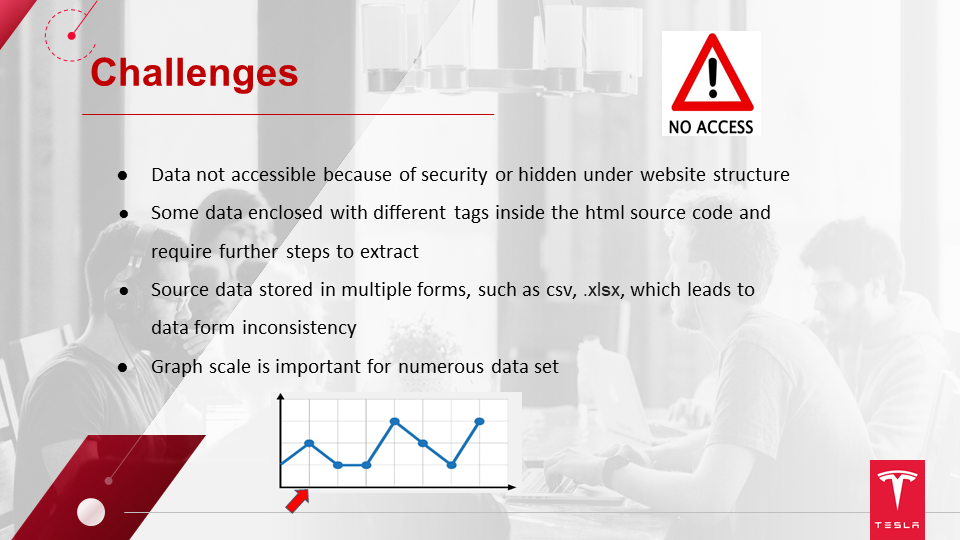 Challenges
NO ACCESS
● Data not accessible because of security or hidden under website structure
● Some data enclosed with different tags inside the html source code and
require further steps to extract
● Source data stored in multiple forms, such as csv, .xlsx, which leads to
data form inconsistency
● Graph scale is important for numerous data set
TESLA